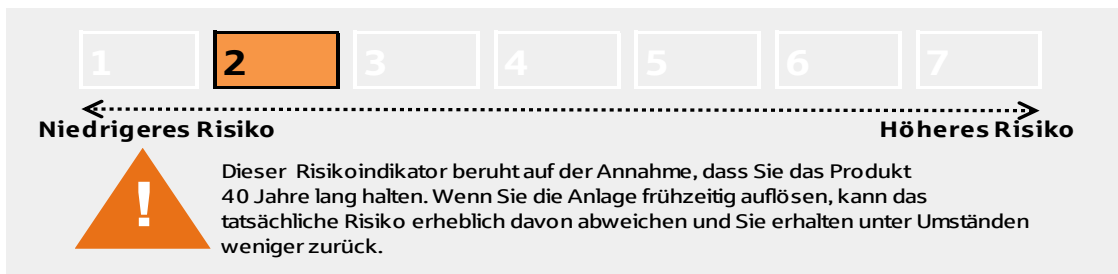 1 2 3 4 5 6 7
Niedrigeres Risiko Höheres Risiko
!
Dieser Risikoindikator beruht auf der Annahme, dass Sie das Produkt
40 Jahre lang halten. Wenn Sie die Anlage frühzeitig auflösen, kann das
tatsächliche Risiko erheblich davon abweichen und Sie erhalten unter Umständen
weniger zurück.